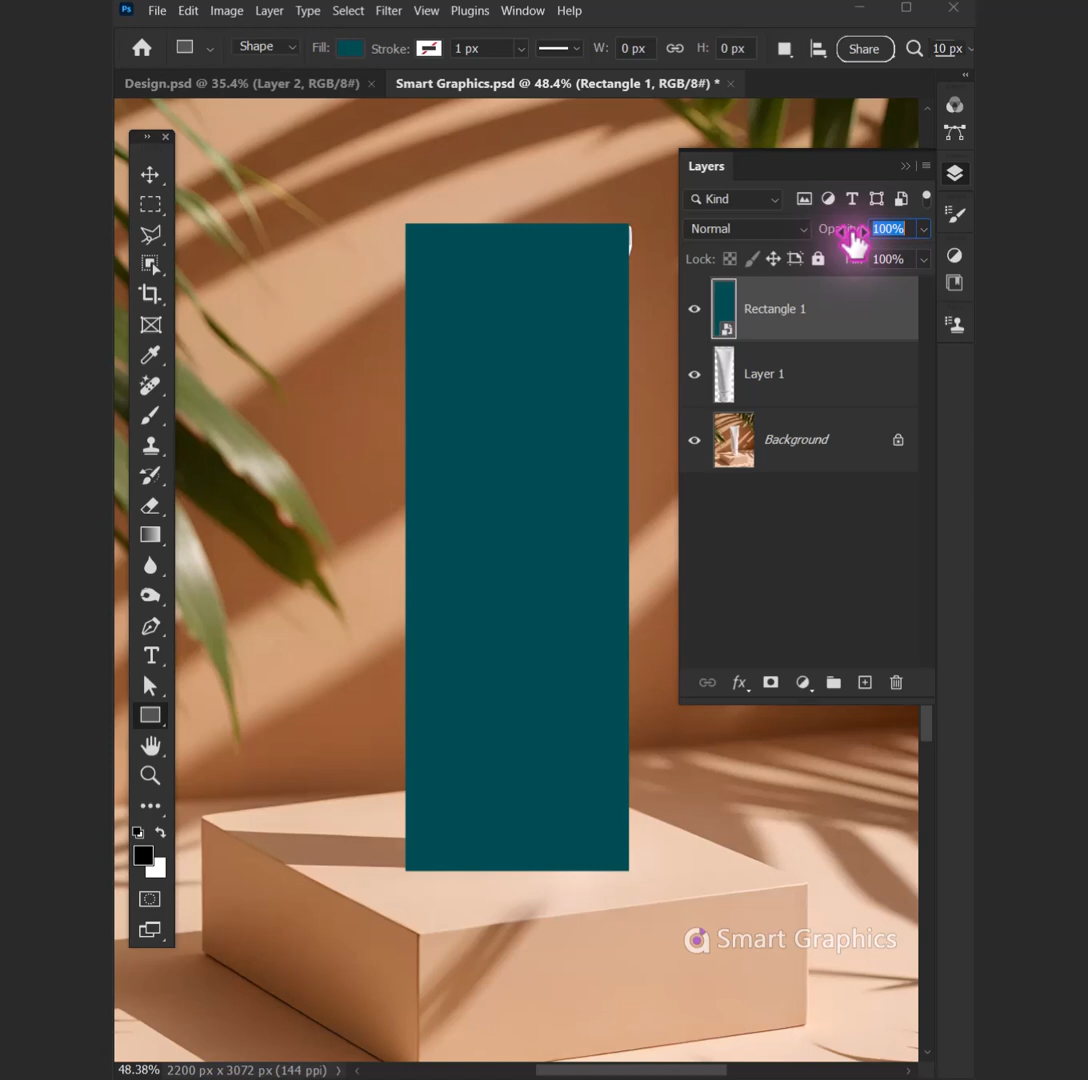 Ps File Edit Image Layer Type Select Filter View Plugins Window Help
Shape Fill: Stroke: 1 px W: 0 px H: 0 px Share 10 px
Design.psd @ 35.4% (Layer 2, RGB/8#) Smart Graphics.psd @ 48.4% (Rectangle 1, RGB/8#) *
Layers
Kind
Normal 100%
Lock: 100%
Rectangle 1
Layer 1
Background
fx
Smart Graphics
48.38% 2200 px x 3072 px (144 ppi)